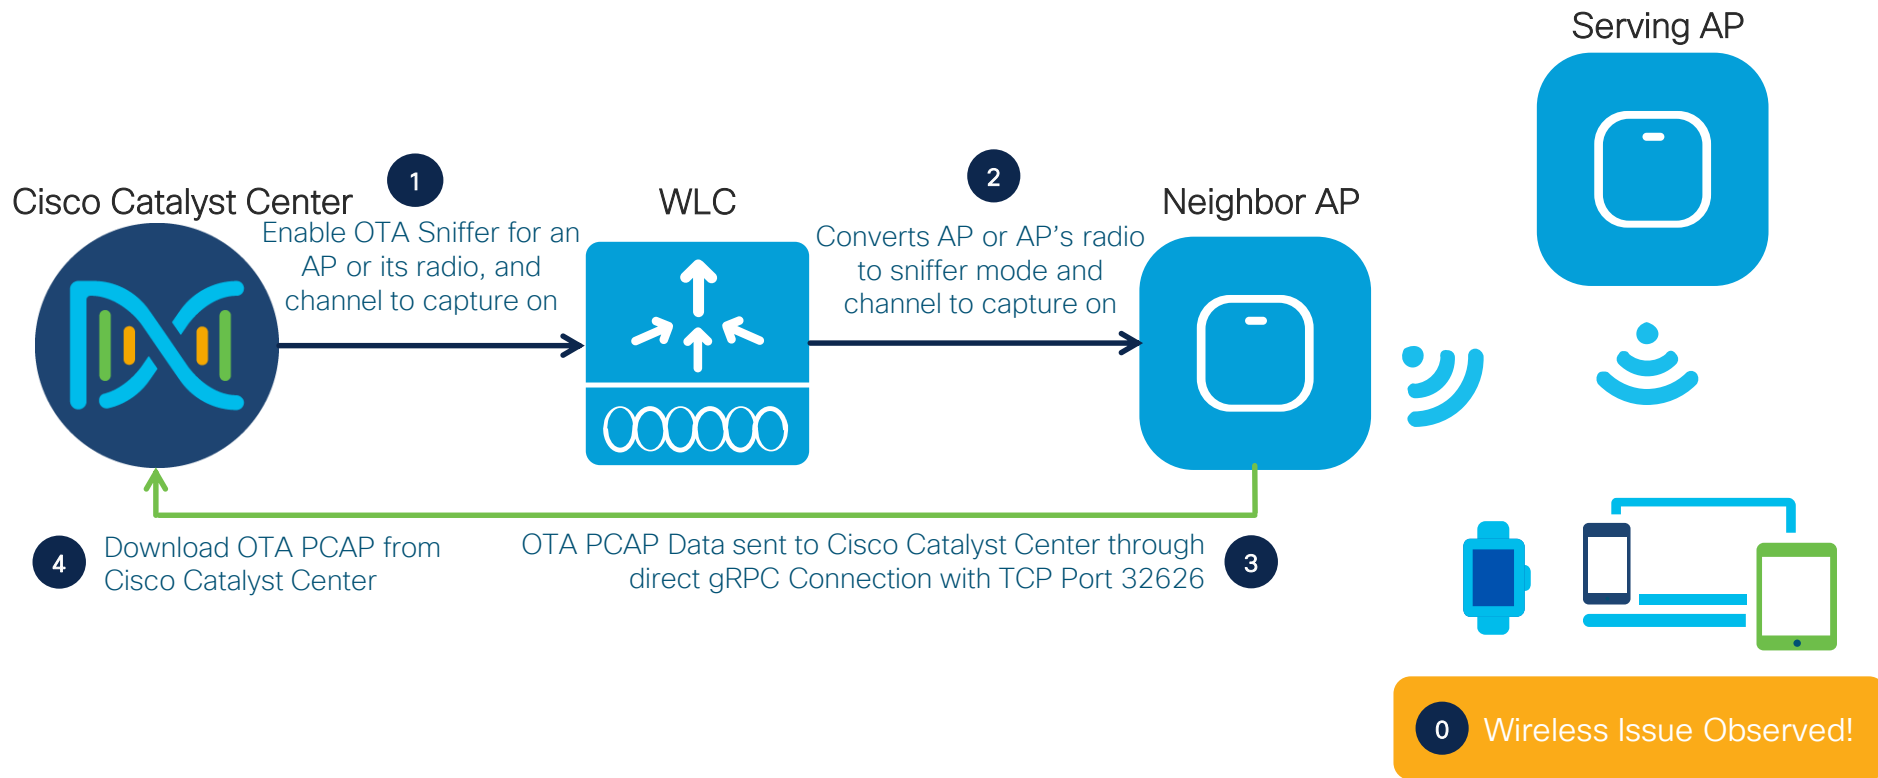 Serving AP
1
2
Cisco Catalyst Center
WLC
Neighbor AP
Enable OTA Sniffer for an
AP or its radio, and
channel to capture on
Converts AP or AP's radio
to sniffer mode and
channel to capture on
4
Download OTA PCAP from
Cisco Catalyst Center
OTA PCAP Data sent to Cisco Catalyst Center through
direct gRPC Connection with TCP Port 32626
3
0
Wireless Issue Observed!